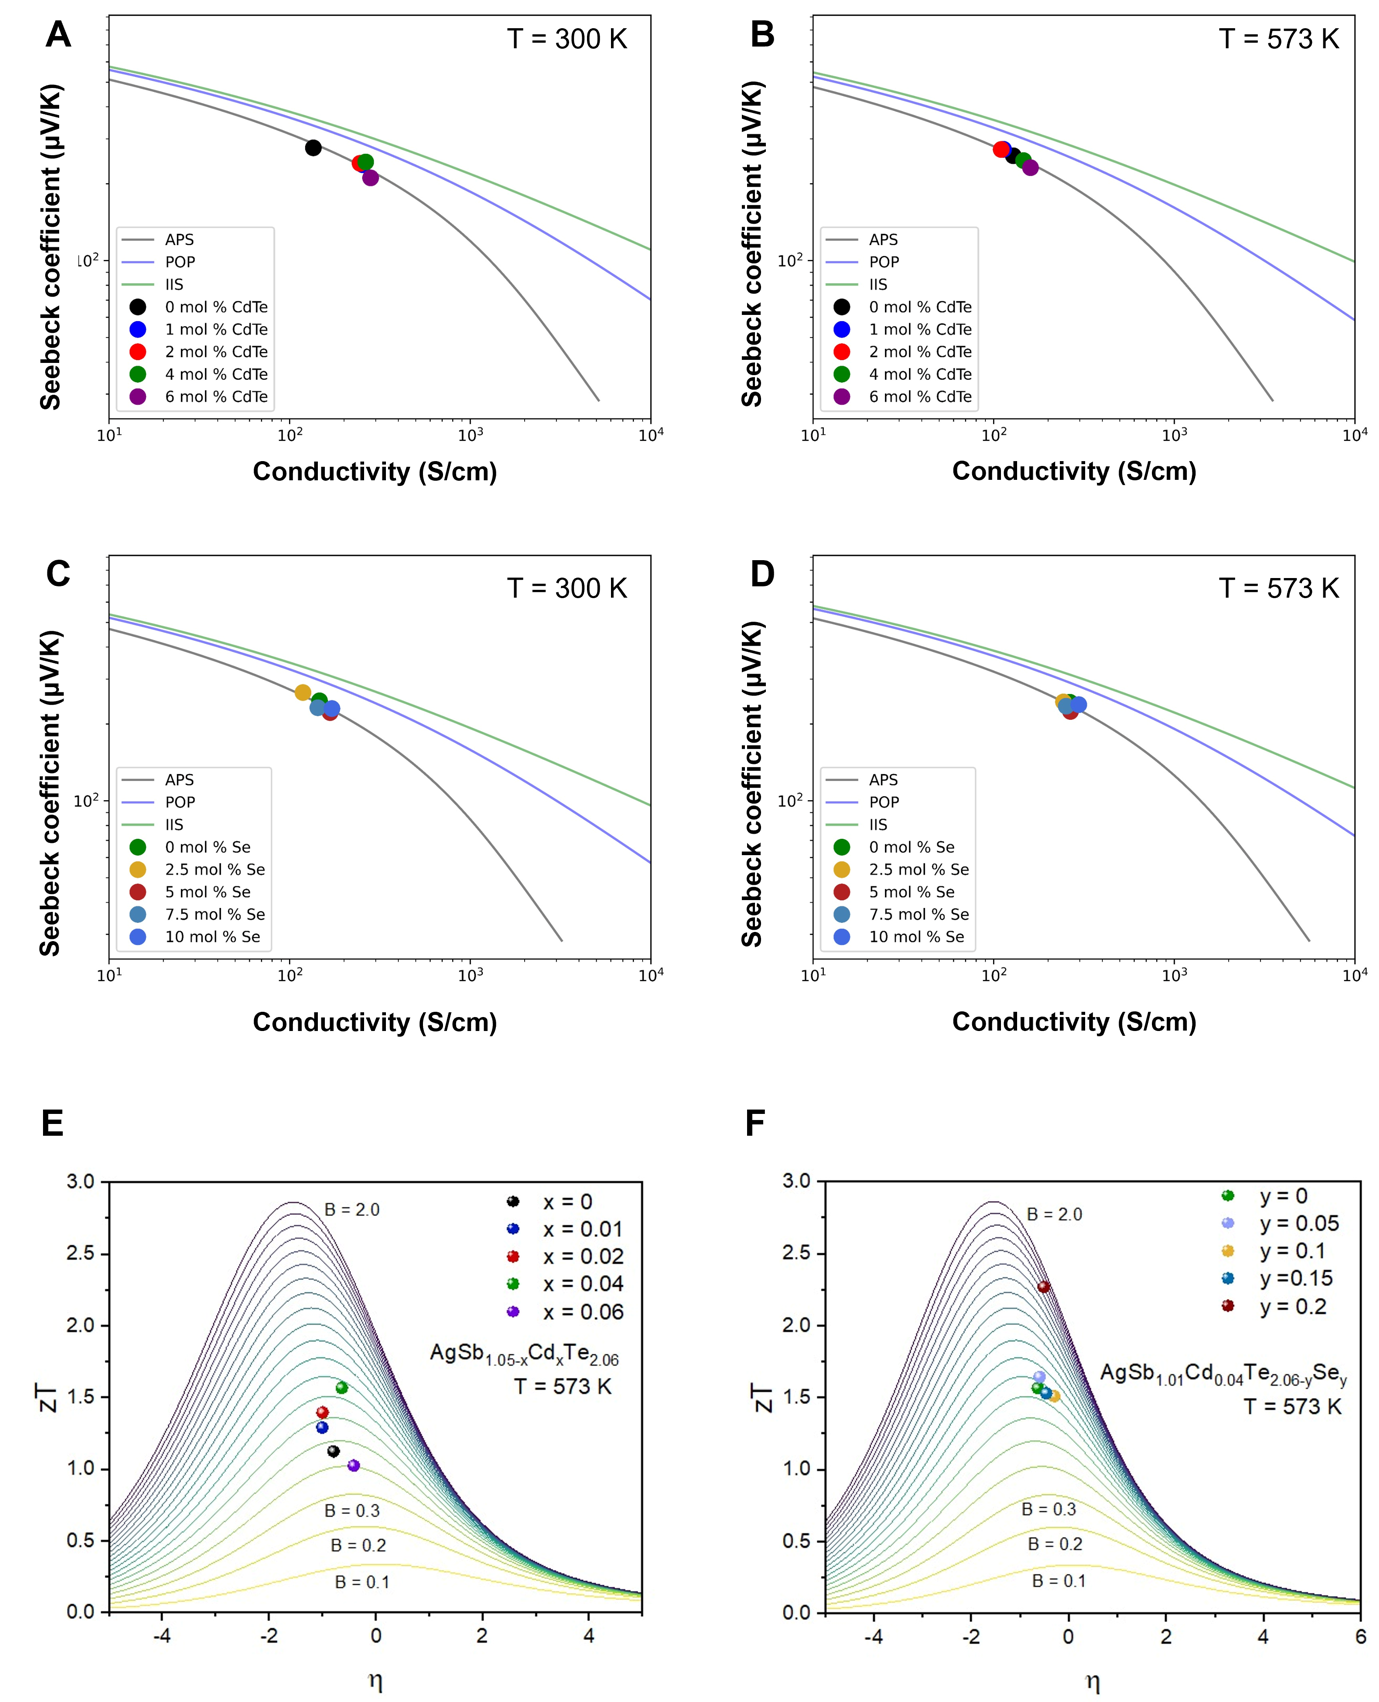 A
T = 300 K
Seebeck coefficient (µV/K)
10²
APS
POP
IIS
0 mol % CdTe
1 mol % CdTe
2 mol % CdTe
4 mol % CdTe
6 mol % CdTe
10¹ 10² 10³ 10⁴
Conductivity (S/cm)
B
T = 573 K
Seebeck coefficient (µV/K)
10²
APS
POP
IIS
0 mol % CdTe
1 mol % CdTe
2 mol % CdTe
4 mol % CdTe
6 mol % CdTe
10¹ 10² 10³ 10⁴
Conductivity (S/cm)
C
T = 300 K
Seebeck coefficient (µV/K)
10²
APS
POP
IIS
0 mol % Se
2.5 mol % Se
5 mol % Se
7.5 mol % Se
10 mol % Se
10¹ 10² 10³ 10⁴
Conductivity (S/cm)
D
T = 573 K
Seebeck coefficient (µV/K)
10²
APS
POP
IIS
0 mol % Se
2.5 mol % Se
5 mol % Se
7.5 mol % Se
10 mol % Se
10¹ 10² 10³ 10⁴
Conductivity (S/cm)
E
zT
3.0
2.5
2.0
1.5
1.0
0.5
0.0
B = 2.0
x = 0
x = 0.01
x = 0.02
x = 0.04
x = 0.06
AgSb₁.₀₅₋ₓCdₓTe₂.₀₆
T = 573 K
B = 0.3
B = 0.2
B = 0.1
-4 -2 0 2 4
η
F
zT
3.0
2.5
2.0
1.5
1.0
0.5
0.0
B = 2.0
y = 0
y = 0.05
y = 0.1
y =0.15
y = 0.2
AgSb1.01Cd0.04Te2.06-ySey
T = 573 K
B = 0.3
B = 0.2
B = 0.1
-4 -2 0 2 4 6
η